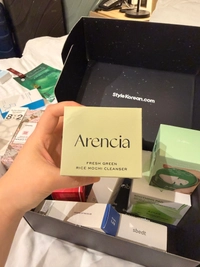 StyleKorean.com
Arencia
FRESH GREEN
RICE MOCHI CLEANSER